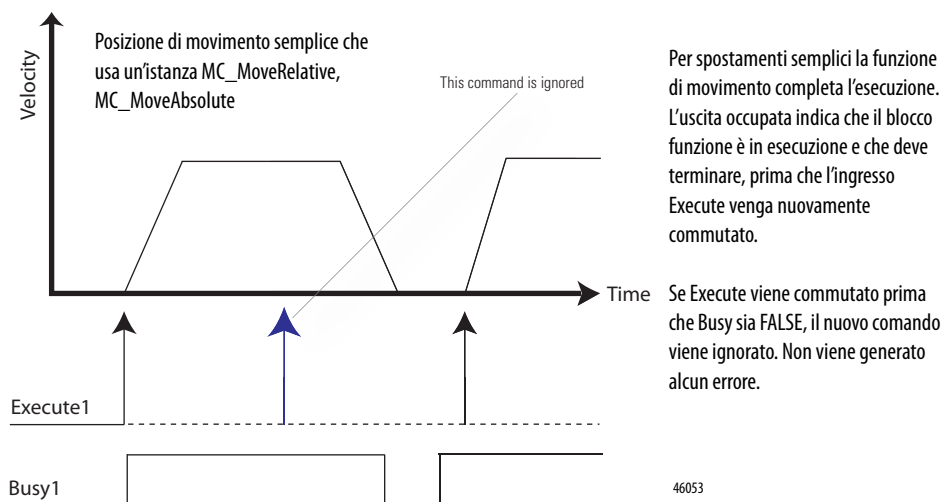 Velocity
Posizione di movimento semplice che
usa un'istanza MC_MoveRelative,
MC_MoveAbsolute
This command is ignored
Time
Execute1
Busy1
Per spostamenti semplici la funzione
di movimento completa l'esecuzione.
L'uscita occupata indica che il blocco
funzione è in esecuzione e che deve
terminare, prima che l'ingresso
Execute venga nuovamente
commutato.
Se Execute viene commutato prima
che Busy sia FALSE, il nuovo comando
viene ignorato. Non viene generato
alcun errore.
46053